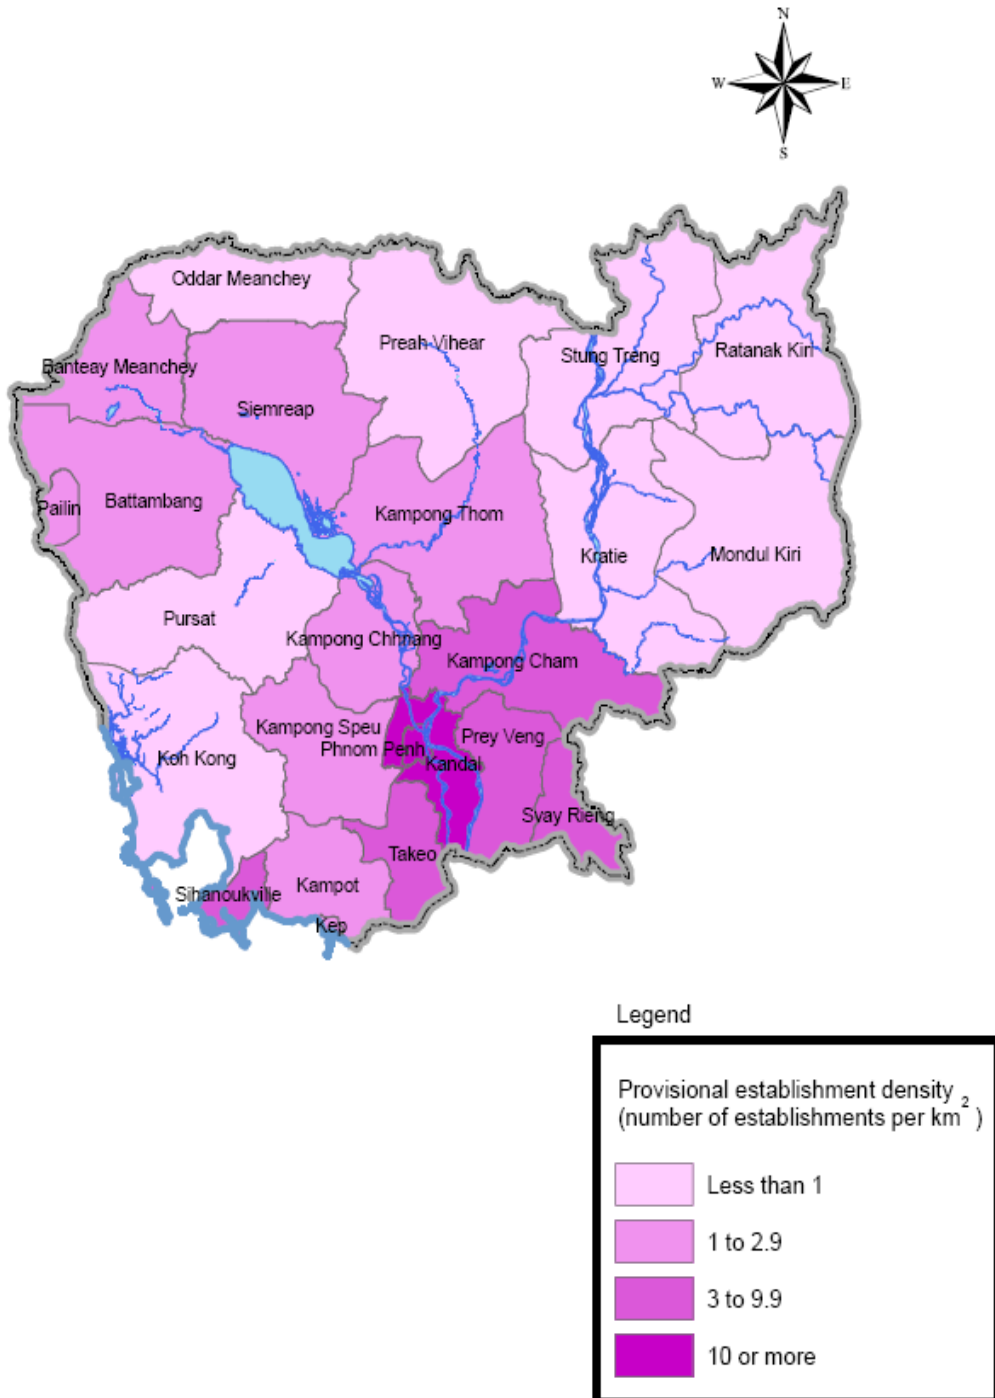 N
W
E
S
Oddar Meanchey
Preah Vihear
Stung Treng
Ratanak Kiri
Banteay Meanchey
Siemreap
Battambang
Pailin
Kampong Thom
Kratie
Mondul Kiri
Pursat
Kampong Chhnang
Kampong Cham
Kampong Speu
Phnom Penh
Prey Veng
Koh Kong
Kandal
Svay Rieng
Takeo
Sihanoukville
Kampot
Kep
Legend
Provisional establishment density
(number of establishments per km²)
Less than 1
1 to 2.9
3 to 9.9
10 or more